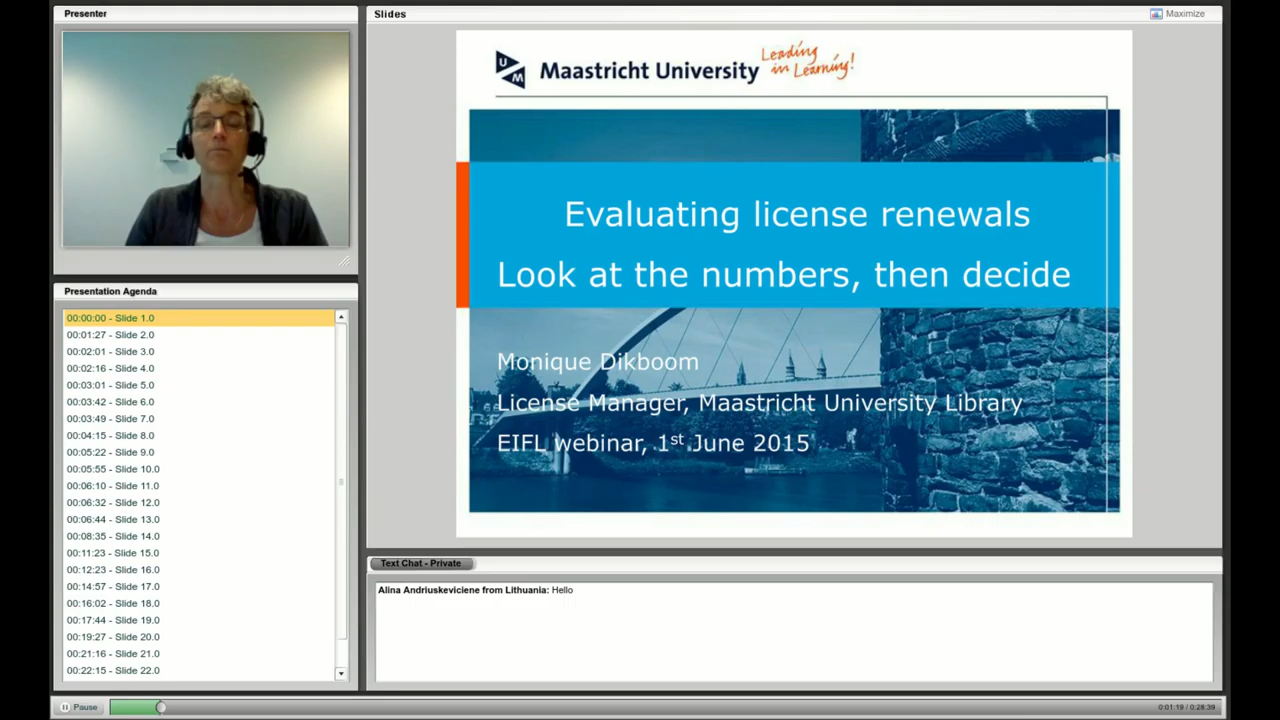 Presenter
Slides
Maximize
U
M
Maastricht University
Leading
in Learning!
Evaluating license renewals
Look at the numbers, then decide
Monique Dikboom
License Manager, Maastricht University Library
EIFL webinar, 1st June 2015
Presentation Agenda
00:00:00 - Slide 1.0
00:01:27 - Slide 2.0
00:02:01 - Slide 3.0
00:02:16 - Slide 4.0
00:03:01 - Slide 5.0
00:03:42 - Slide 6.0
00:03:49 - Slide 7.0
00:04:15 - Slide 8.0
00:05:22 - Slide 9.0
00:05:55 - Slide 10.0
00:06:10 - Slide 11.0
00:06:32 - Slide 12.0
00:06:44 - Slide 13.0
00:08:35 - Slide 14.0
00:11:23 - Slide 15.0
00:12:23 - Slide 16.0
00:14:57 - Slide 17.0
00:16:02 - Slide 18.0
00:17:44 - Slide 19.0
00:19:27 - Slide 20.0
00:21:16 - Slide 21.0
00:22:15 - Slide 22.0
Text Chat - Private
Alina Andriuskeviciene from Lithuania: Hello
Pause
0:01:19 / 0:28:39